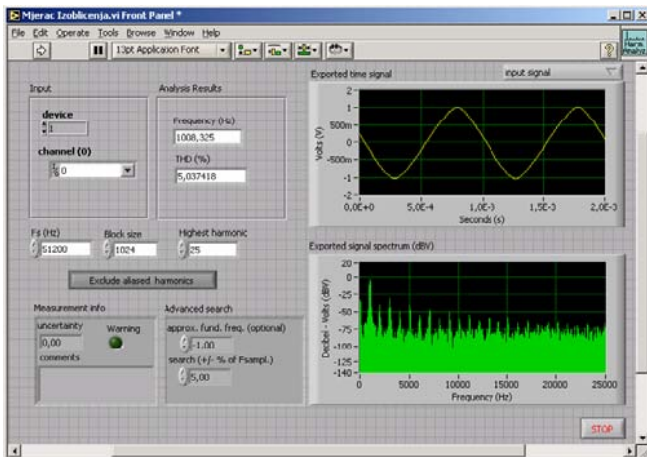 Mjerac Izoblicenja.vi Front Panel *
File Edit Operate Tools Browse Window Help
13pt Application Font
Input
device
1
channel (0)
0
Analysis Results
Frequency (Hz)
1008,325
THD (%)
5,037418
Fs (Hz)
51200
Block size
1024
Highest harmonic
25
Exclude aliased harmonics
Measurement info
uncertainty
0,00
Warning
comments
Advanced search
approx. fund. freq. (optional)
-1.00
search (+/- % of Fsampl.)
5,00
Exported time signal
input signal
Volts (V)
2
1
500m
-500m
-1
-2
0,0E+0 5,0E-4 1,0E-3 1,5E-3 2,0E-3
Seconds (s)
Exported signal spectrum (dBV)
Decibel - Volts (dBV)
20
0
-25
-50
-75
-100
-125
-140
0 5000 10000 15000 20000 25000
Frequency (Hz)
STOP